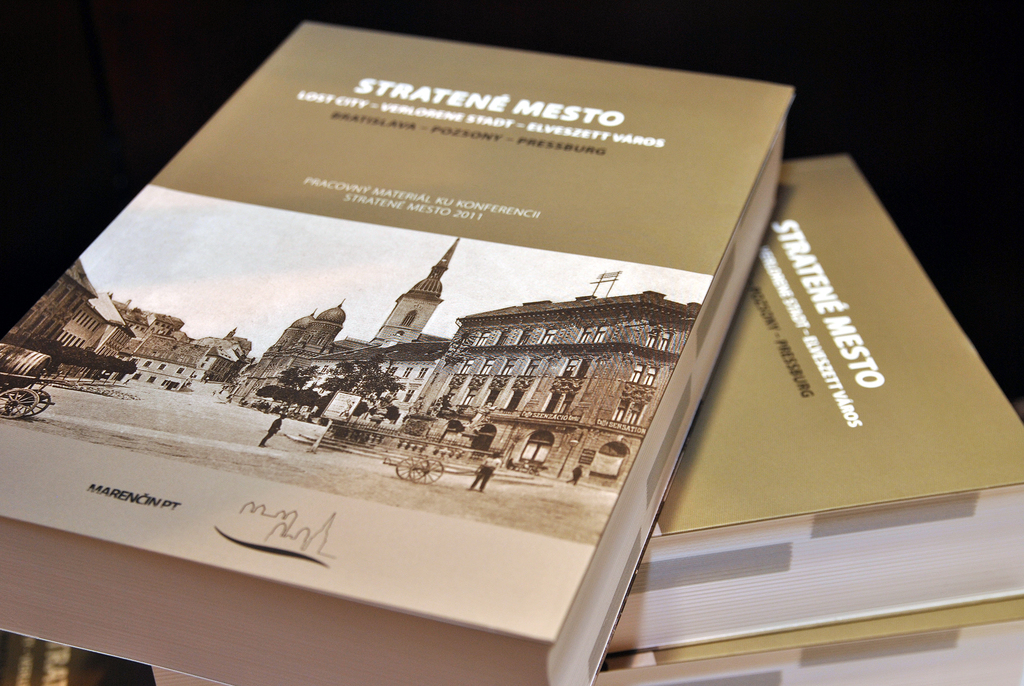 STRATENÉ MESTO
LOST CITY – VERLORENE STADT – ELVESZETT VÁROS
BRATISLAVA – POZSONY – PRESSBURG
PRACOVNÝ MATERIÁL KU KONFERENCII
STRATENÉ MESTO 2011
SENSATION
MARENČIN PT
STRATENÉ MESTO
VERLORENE STADT – ELVESZETT VÁROS
POZSONY – PRESSBURG